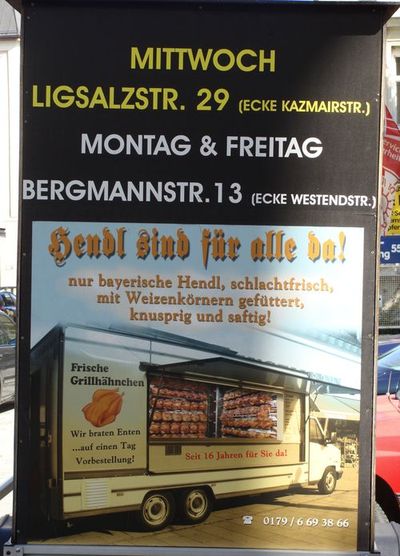 MITTWOCH
LIGSALZSTR. 29 (ECKE KAZMAIRSTR.)
MONTAG & FREITAG
BERGMANNSTR.13 (ECKE WESTENDSTR.)
Hendl sind für alle da!
nur bayerische Hendl, schlachtfrisch,
mit Weizenkörnern gefüttert,
knusprig und saftig!
Frische
Grillhähnchen
Wir braten Enten
...auf einen Tag
Vorbestellung!
Seit 16 Jahren für Sie da!
☎ 0179 / 6 69 38 66